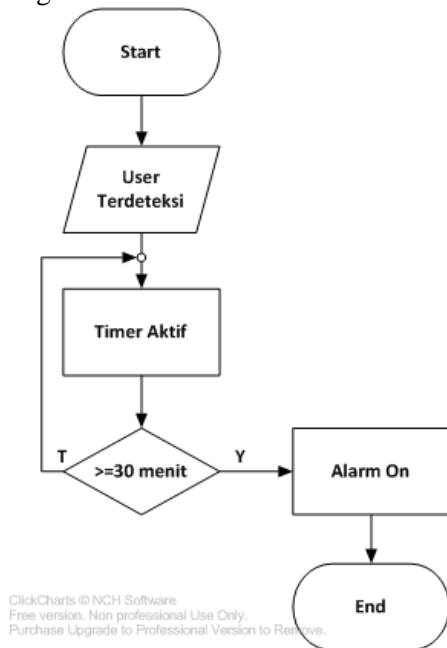 Start
User
Terdeteksi
Timer Aktif
T
>=30 menit
Y
Alarm On
End
ClickCharts © NCH Software
Free version. Non professional Use Only.
Purchase Upgrade to Professional Version to Remove.